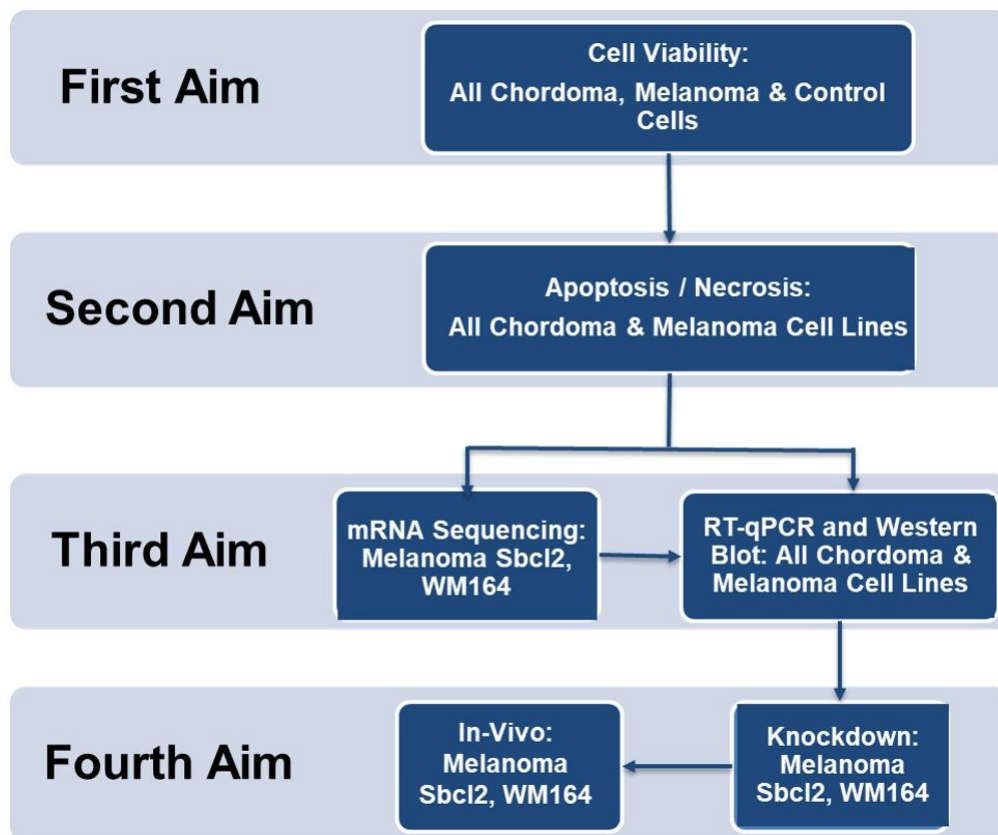 First Aim
Cell Viability:
All Chordoma, Melanoma & Control
Cells
Second Aim
Apoptosis / Necrosis:
All Chordoma & Melanoma Cell Lines
Third Aim
mRNA Sequencing:
Melanoma Sbcl2,
WM164
RT-qPCR and Western
Blot: All Chordoma &
Melanoma Cell Lines
Fourth Aim
In-Vivo:
Melanoma
Sbcl2, WM164
Knockdown:
Melanoma
Sbcl2, WM164